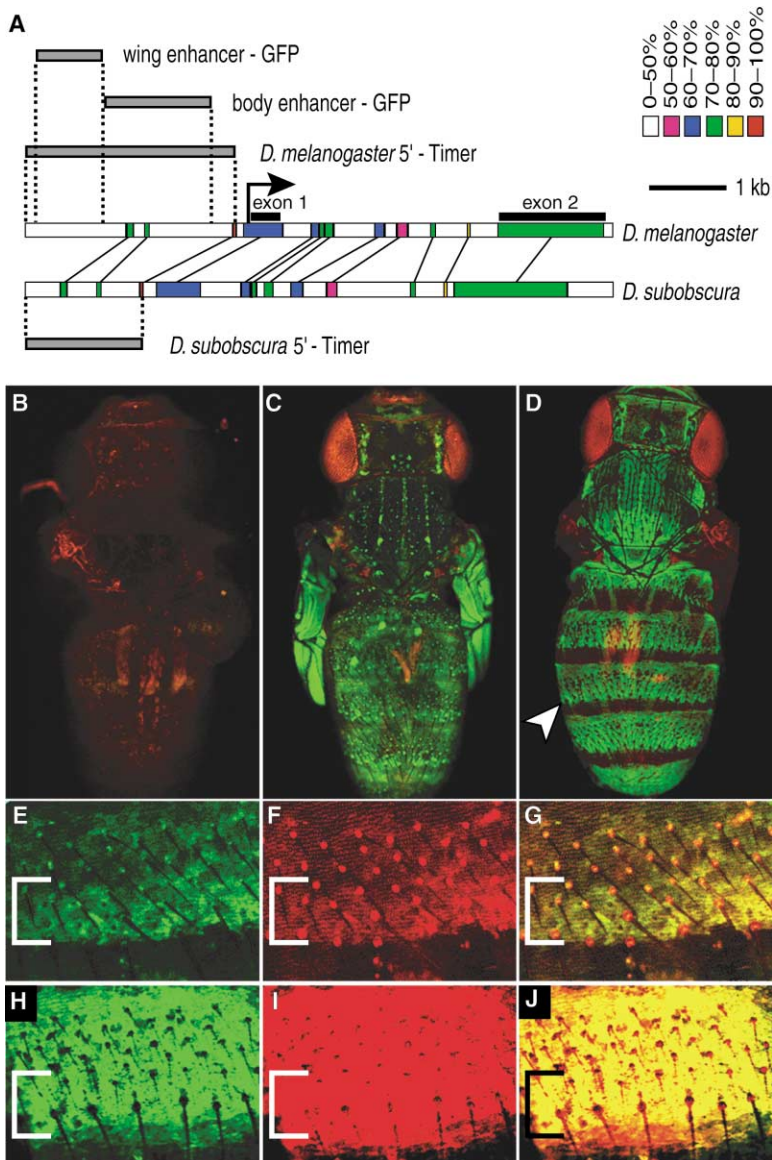 A
wing enhancer - GFP
body enhancer - GFP
D. melanogaster 5' - Timer
0–50%
50–60%
60–70%
70–80%
80–90%
90–100%
1 kb
exon 1
exon 2
D. melanogaster
D. subobscura
D. subobscura 5' - Timer
B
C
D
E
F
G
H
I
J